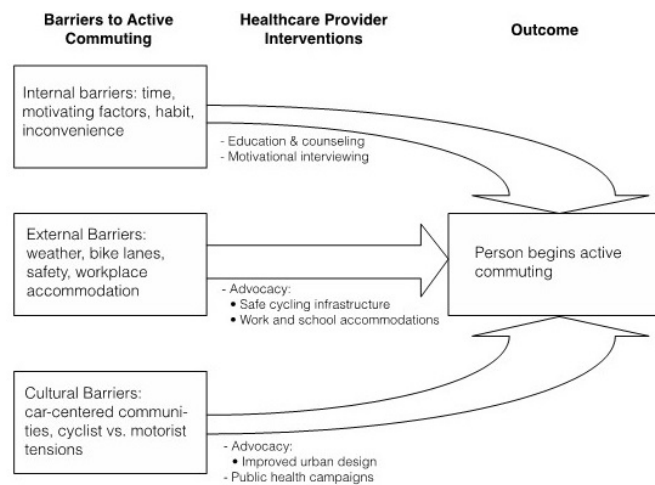 Barriers to Active
Commuting
Healthcare Provider
Interventions
Outcome
Internal barriers: time,
motivating factors, habit,
inconvenience
- Education & counseling
- Motivational interviewing
External Barriers:
weather, bike lanes,
safety, workplace
accommodation
- Advocacy:
• Safe cycling infrastructure
• Work and school accommodations
Person begins active
commuting
Cultural Barriers:
car-centered communi-
ties, cyclist vs. motorist
tensions
- Advocacy:
• Improved urban design
- Public health campaigns